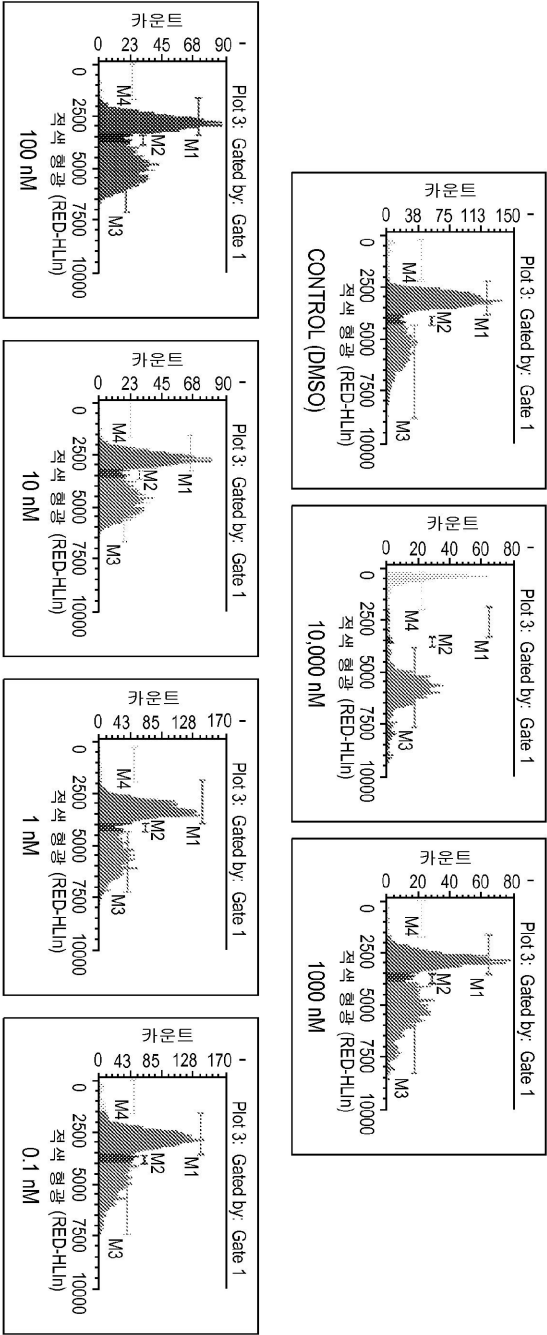 Plot 3: Gated by: Gate 1
카운트
150
113
75
38
0
M1
M2
M3
M4
0 2500 5000 7500 10000
적색 형광 (RED-HLln)
CONTROL (DMSO)
Plot 3: Gated by: Gate 1
카운트
80
60
40
20
0
M1
M2
M3
M4
0 2500 5000 7500 10000
적색 형광 (RED-HLln)
10,000 nM
Plot 3: Gated by: Gate 1
카운트
80
60
40
20
0
M1
M2
M3
M4
0 2500 5000 7500 10000
적색 형광 (RED-HLln)
1000 nM
Plot 3: Gated by: Gate 1
카운트
90
68
45
23
0
M1
M2
M3
M4
0 2500 5000 7500 10000
적색 형광 (RED-HLln)
100 nM
Plot 3: Gated by: Gate 1
카운트
90
68
45
23
0
M1
M2
M3
M4
0 2500 5000 7500 10000
적색 형광 (RED-HLln)
10 nM
Plot 3: Gated by: Gate 1
카운트
170
128
85
43
0
M1
M2
M3
M4
0 2500 5000 7500 10000
적색 형광 (RED-HLln)
1 nM
Plot 3: Gated by: Gate 1
카운트
170
128
85
43
0
M1
M2
M3
M4
0 2500 5000 7500 10000
적색 형광 (RED-HLln)
0.1 nM